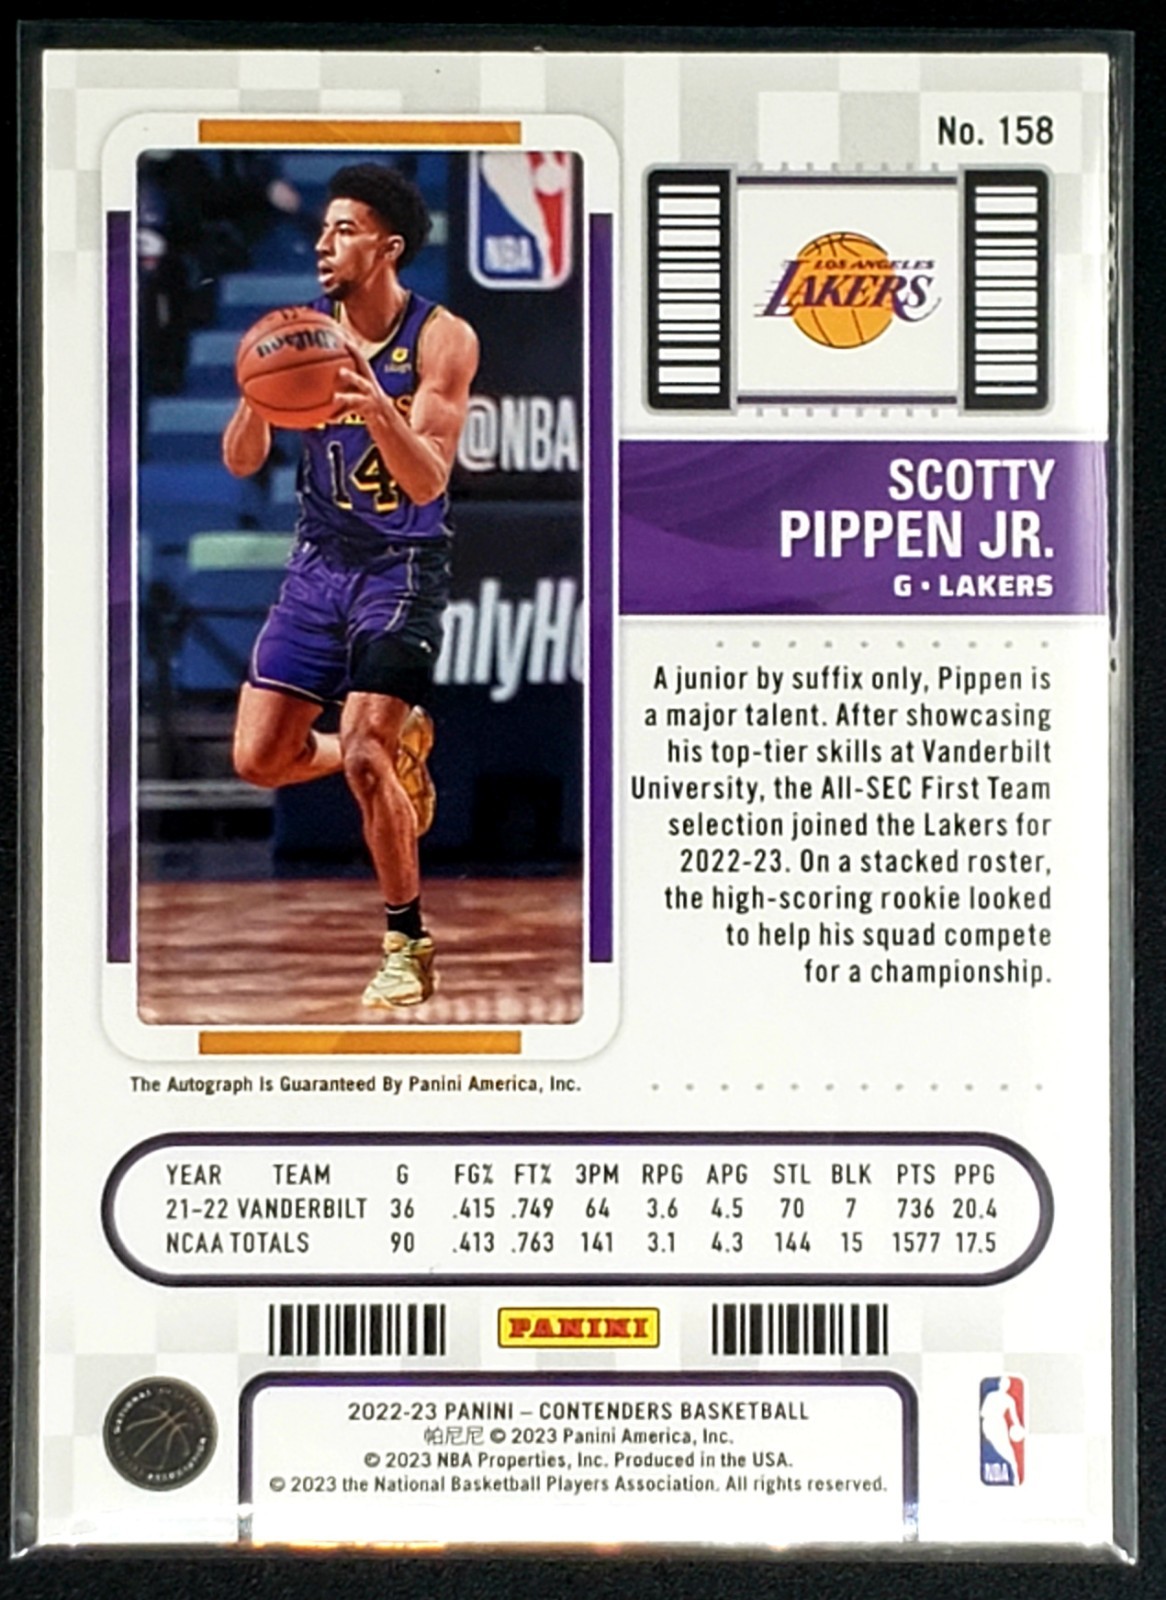 No. 158
LOS ANGELES
LAKERS
NBA
@NBA
14
nlyH
SCOTTY
PIPPEN JR.
G • LAKERS
A junior by suffix only, Pippen is
a major talent. After showcasing
his top-tier skills at Vanderbilt
University, the All-SEC First Team
selection joined the Lakers for
2022-23. On a stacked roster,
the high-scoring rookie looked
to help his squad compete
for a championship.
The Autograph Is Guaranteed By Panini America, Inc.
YEAR TEAM G FG% FT% 3PM RPG APG STL BLK PTS PPG
21-22 VANDERBILT 36 .415 .749 64 3.6 4.5 70 7 736 20.4
NCAA TOTALS 90 .413 .763 141 3.1 4.3 144 15 1577 17.5
PANINI
2022-23 PANINI – CONTENDERS BASKETBALL
帕尼尼 © 2023 Panini America, Inc.
© 2023 NBA Properties, Inc. Produced in the USA.
© 2023 the National Basketball Players Association. All rights reserved.
NBA